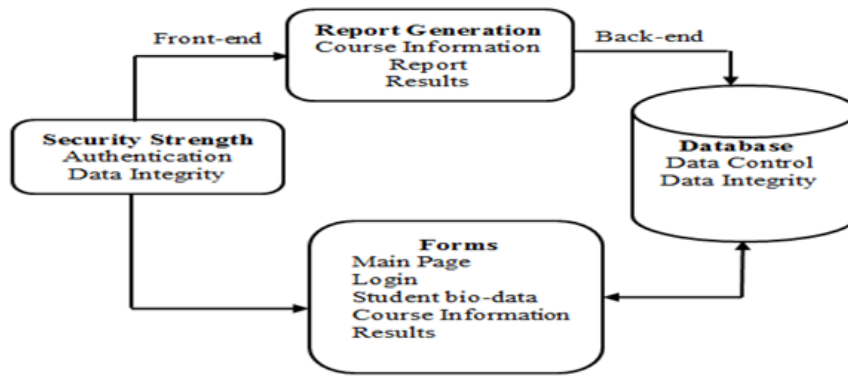 Front-end
Report Generation
Course Information
Report
Results
Back-end
Security Strength
Authentication
Data Integrity
Database
Data Control
Data Integrity
Forms
Main Page
Login
Student bio-data
Course Information
Results